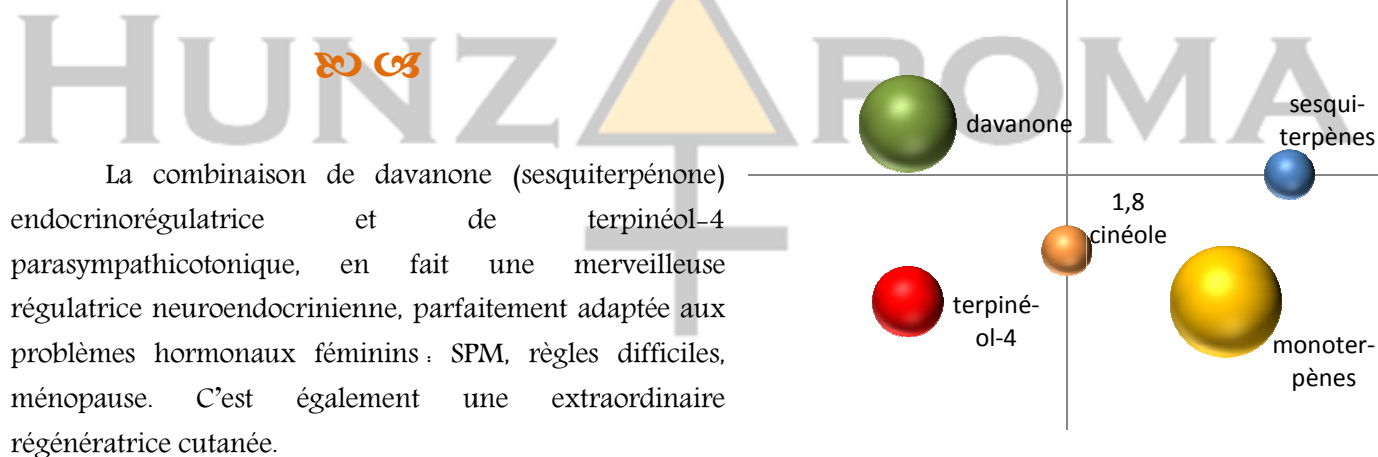 HUNZAROMA
La combinaison de davanone (sesquiterpénone)
endocrinorégulatrice et de terpinéol-4
parasympathicotonique, en fait une merveilleuse
régulatrice neuroendocrinienne, parfaitement adaptée aux
problèmes hormonaux féminins : SPM, règles difficiles,
ménopause. C'est également une extraordinaire
régénératrice cutanée.
davanone
sesqui-
terpènes
1,8
cinéole
terpiné-
ol-4
monoter-
pènes